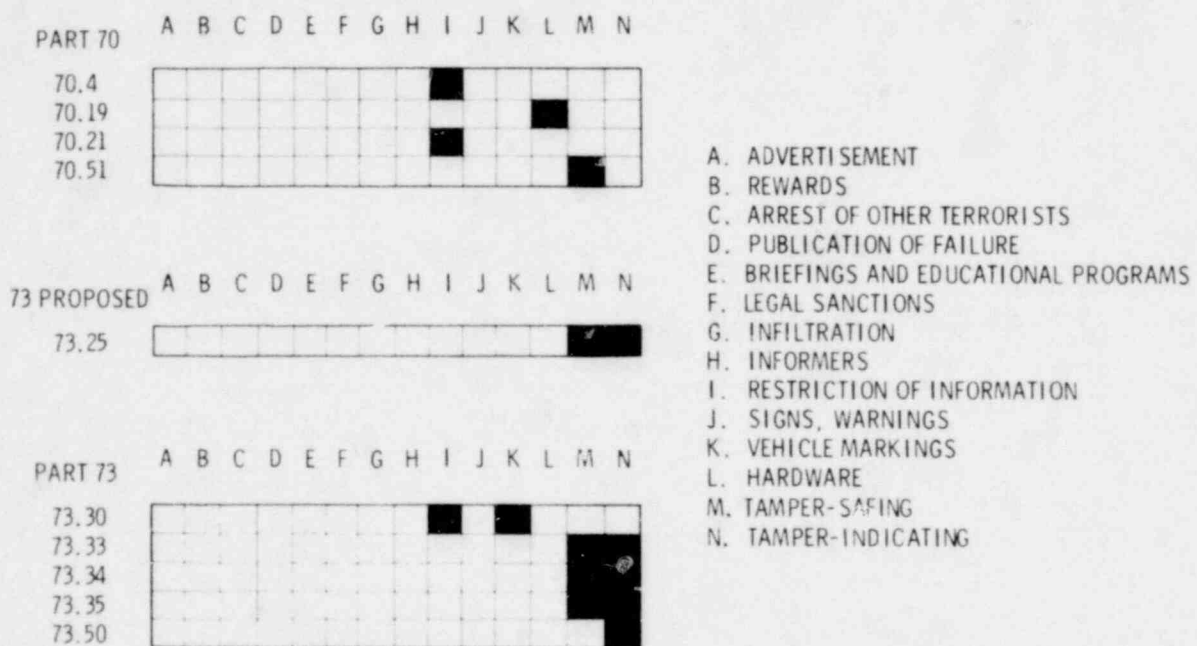 PART 70 A B C D E F G H I J K L M N
70.4
70.19
70.21
70.51
73 PROPOSED A B C D E F G H I J K L M N
73.25
PART 73 A B C D E F G H I J K L M N
73.30
73.33
73.34
73.35
73.50
A. ADVERTISEMENT
B. REWARDS
C. ARREST OF OTHER TERRORISTS
D. PUBLICATION OF FAILURE
E. BRIEFINGS AND EDUCATIONAL PROGRAMS
F. LEGAL SANCTIONS
G. INFILTRATION
H. INFORMERS
I. RESTRICTION OF INFORMATION
J. SIGNS, WARNINGS
K. VEHICLE MARKINGS
L. HARDWARE
M. TAMPER-SAFING
N. TAMPER-INDICATING